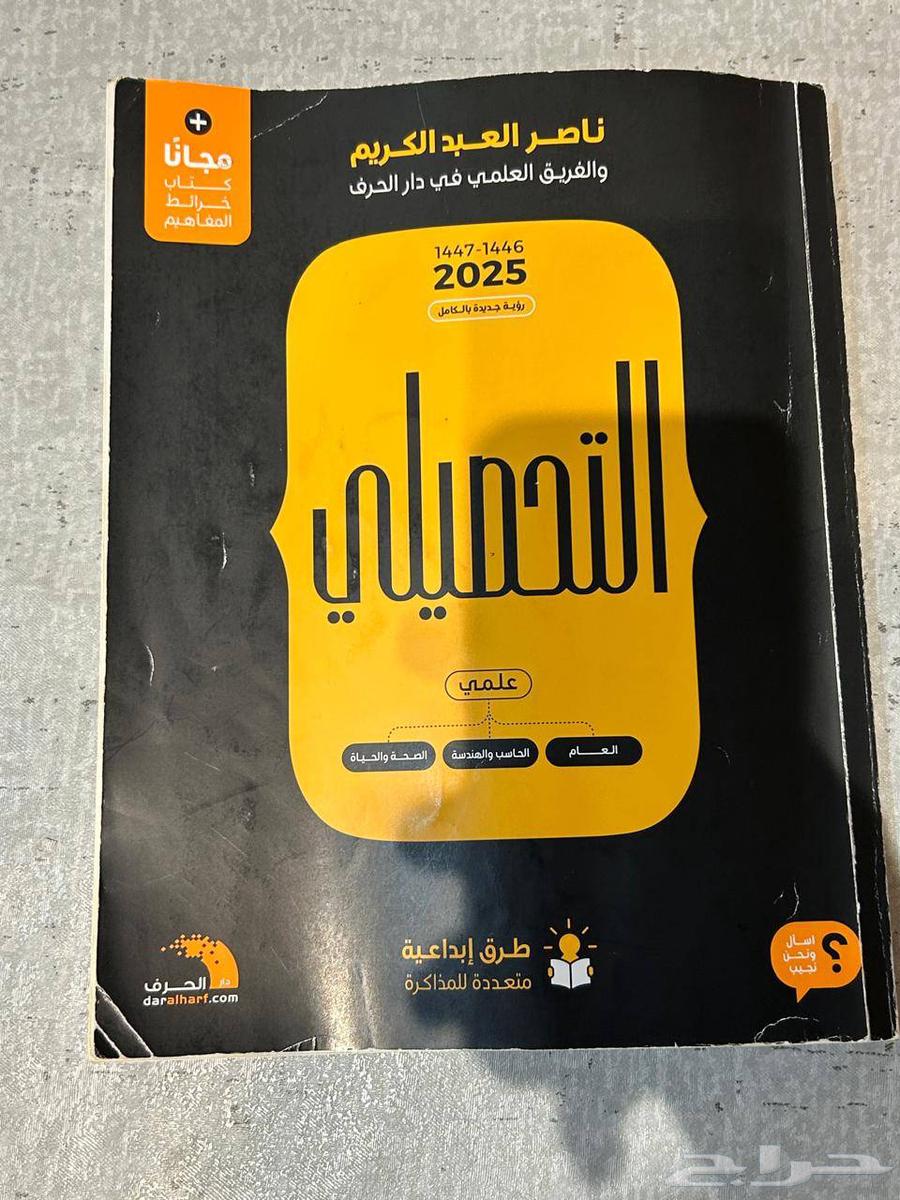 +
مجانًا
كتاب
خرائط
المفاهيم
ناصر العبد الكريم
والفريق العلمي في دار الحرف
1447-1446
2025
رؤية جديدة بالكامل
التحصيلي
علمي
العام
الحاسب والهندسة
الصحة والحياة
طرق إبداعية
متعددة للمذاكرة
اسأل
ونحن
نجيب
؟
دار الحرف
daralharf.com
حراج